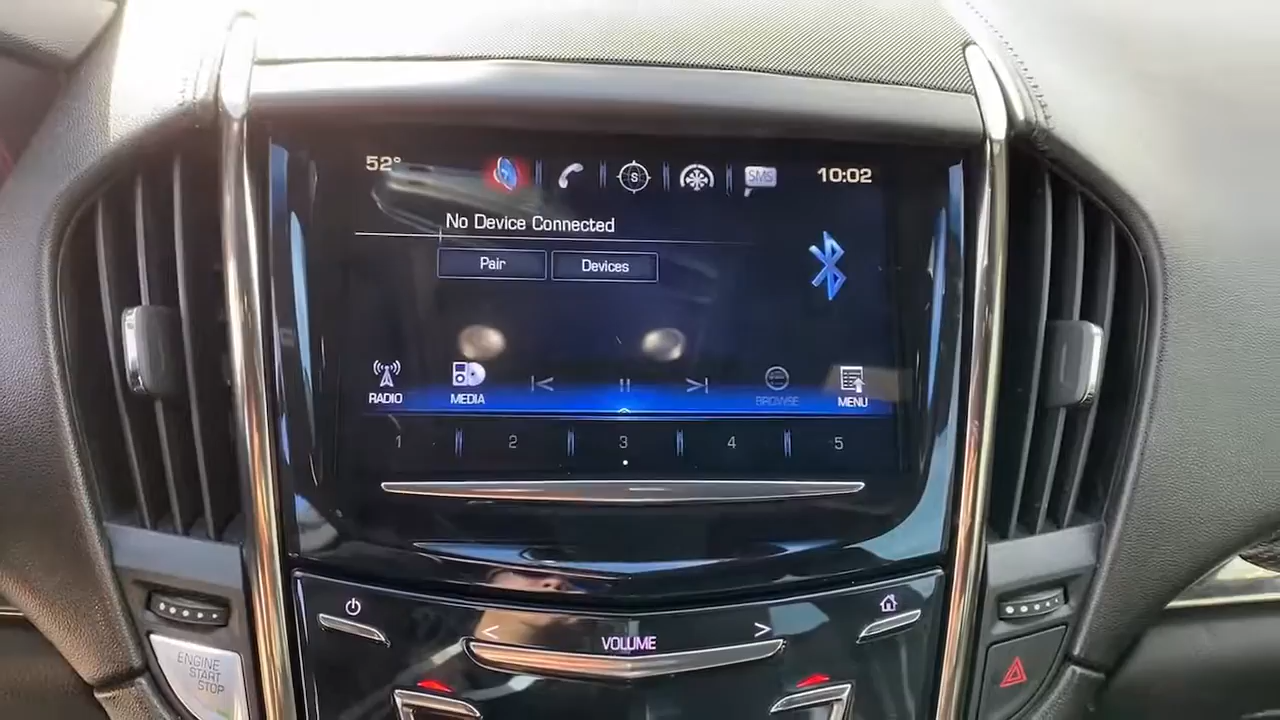 52°
S
SMS
10:02
No Device Connected
Pair
Devices
RADIO
MEDIA
BROWSE
MENU
1
2
3
4
5
VOLUME
ENGINE
START
STOP